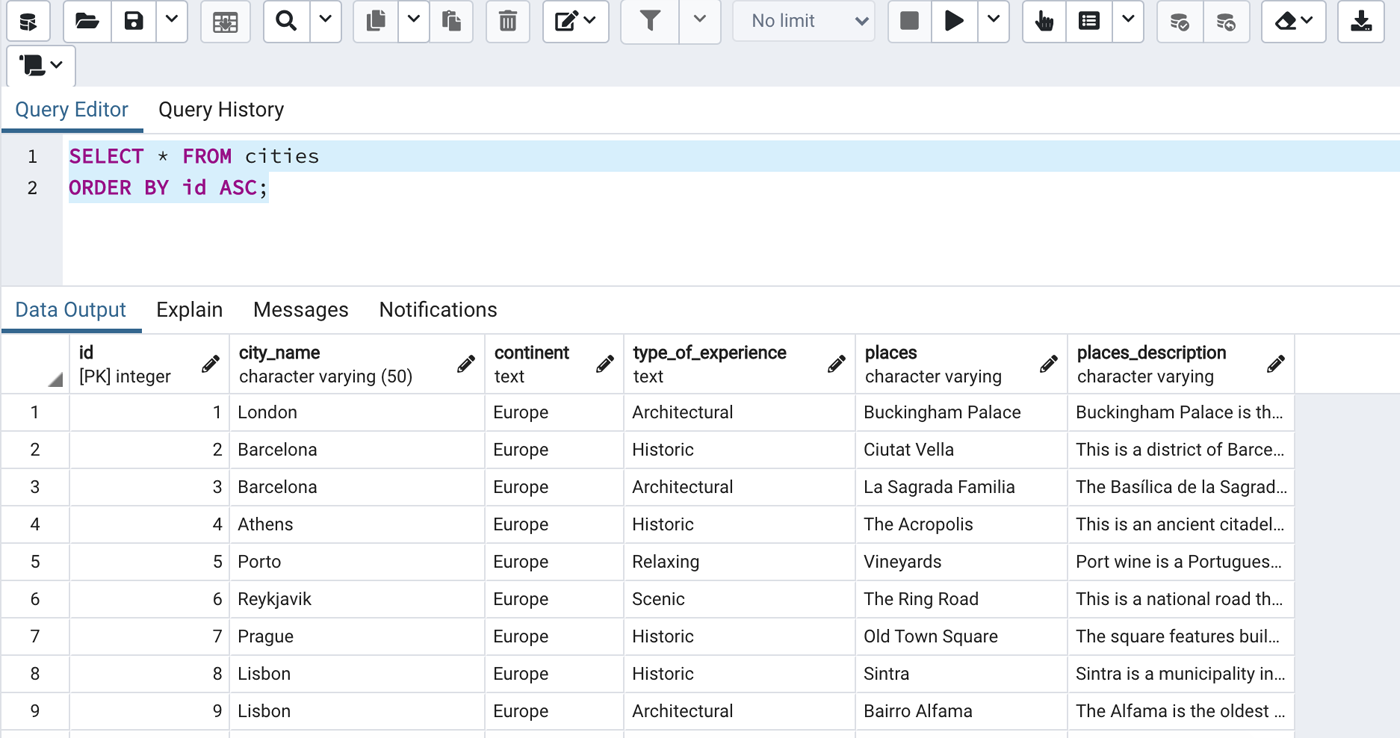 No limit
Query Editor Query History
1 SELECT * FROM cities
2 ORDER BY id ASC;
Data Output Explain Messages Notifications
id city_name continent type_of_experience places places_description
[PK] integer character varying (50) text text character varying character varying
1 1 London Europe Architectural Buckingham Palace Buckingham Palace is th...
2 2 Barcelona Europe Historic Ciutat Vella This is a district of Barce...
3 3 Barcelona Europe Architectural La Sagrada Familia The Basílica de la Sagrad...
4 4 Athens Europe Historic The Acropolis This is an ancient citadel...
5 5 Porto Europe Relaxing Vineyards Port wine is a Portugues...
6 6 Reykjavik Europe Scenic The Ring Road This is a national road th...
7 7 Prague Europe Historic Old Town Square The square features buil...
8 8 Lisbon Europe Historic Sintra Sintra is a municipality in...
9 9 Lisbon Europe Architectural Bairro Alfama The Alfama is the oldest ...